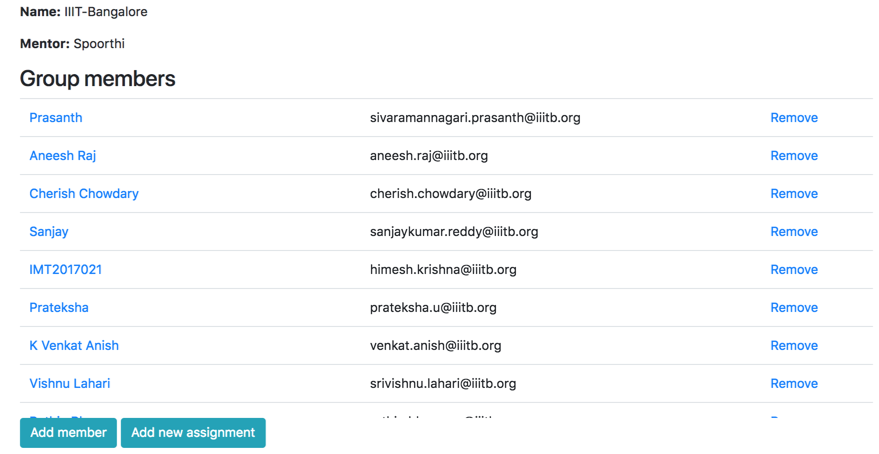 Name: IIIT-Bangalore
Mentor: Spoorthi
Group members
Prasanth sivaramannagari.prasanth@iiitb.org Remove
Aneesh Raj aneesh.raj@iiitb.org Remove
Cherish Chowdary cherish.chowdary@iiitb.org Remove
Sanjay sanjaykumar.reddy@iiitb.org Remove
IMT2017021 himesh.krishna@iiitb.org Remove
Prateksha prateksha.u@iiitb.org Remove
K Venkat Anish venkat.anish@iiitb.org Remove
Vishnu Lahari srivishnu.lahari@iiitb.org Remove
Add member Add new assignment